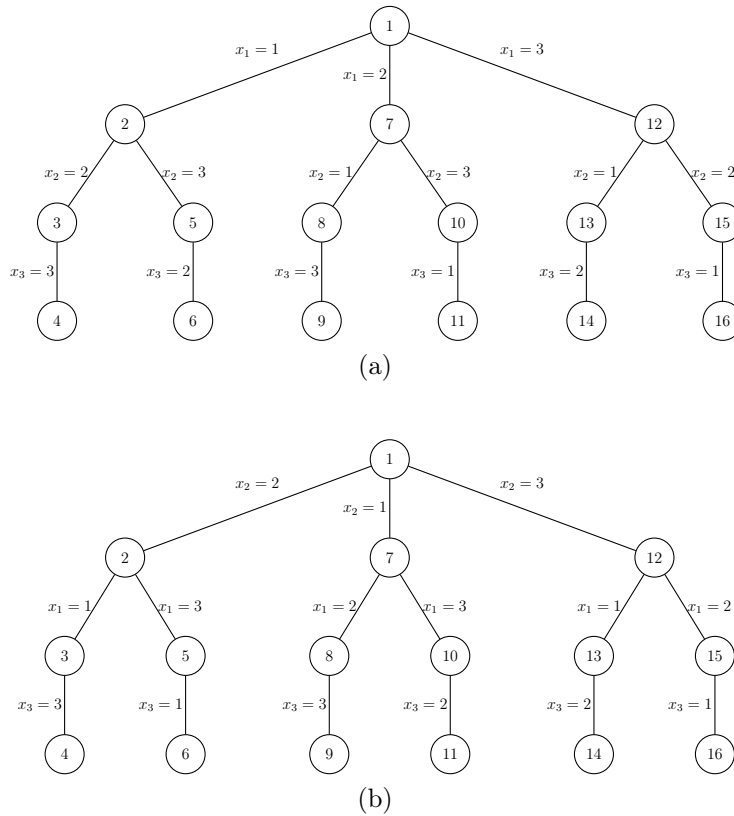 1
x₁ = 1
x₁ = 2
x₁ = 3
2
7
12
x₂ = 2
x₂ = 3
x₂ = 1
x₂ = 3
x₂ = 1
x₂ = 2
3
5
8
10
13
15
x₃ = 3
x₃ = 2
x₃ = 3
x₃ = 1
x₃ = 2
x₃ = 1
4
6
9
11
14
16
(a)
1
x₂ = 2
x₂ = 1
x₂ = 3
2
7
12
x₁ = 1
x₁ = 3
x₁ = 2
x₁ = 3
x₁ = 1
x₁ = 2
3
5
8
10
13
15
x₃ = 3
x₃ = 1
x₃ = 3
x₃ = 2
x₃ = 2
x₃ = 1
4
6
9
11
14
16
(b)